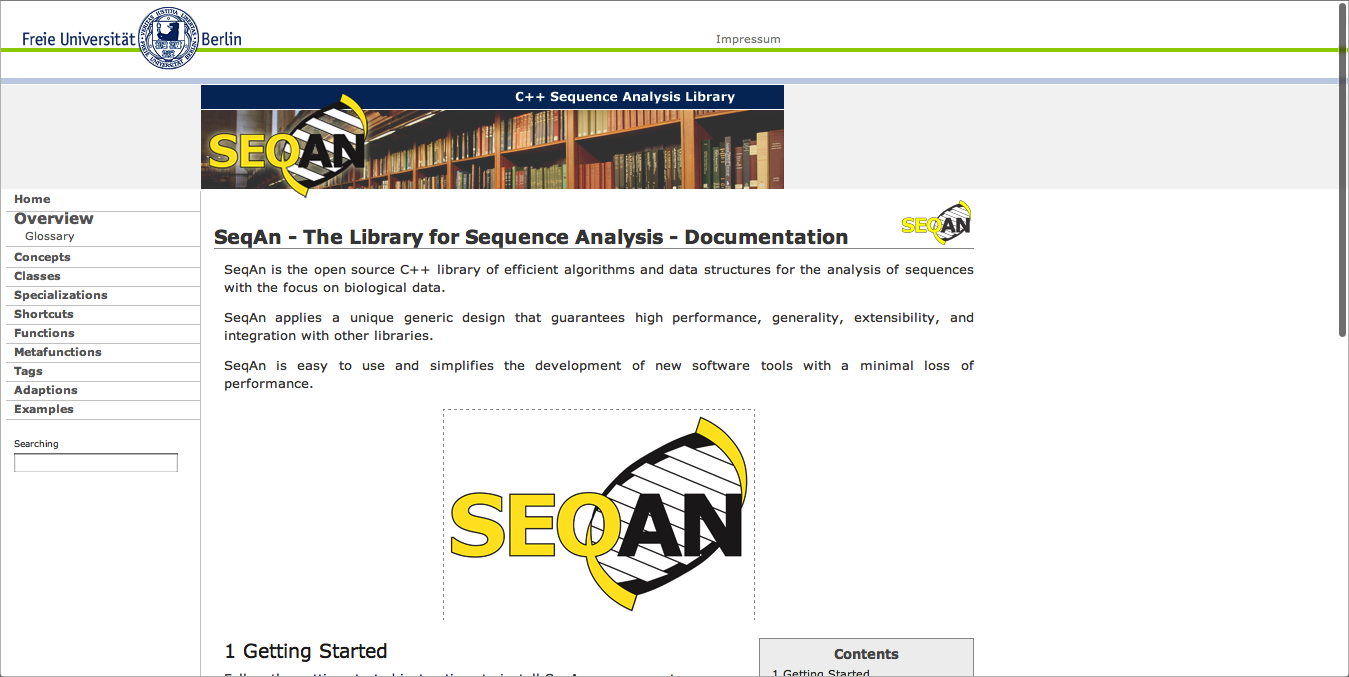 Freie Universität Berlin
Impressum
C++ Sequence Analysis Library
SEQAN
Home
Overview
Glossary
Concepts
Classes
Specializations
Shortcuts
Functions
Metafunctions
Tags
Adaptions
Examples
Searching
SEQAN
SeqAn - The Library for Sequence Analysis - Documentation
SeqAn is the open source C++ library of efficient algorithms and data structures for the analysis of sequences
with the focus on biological data.
SeqAn applies a unique generic design that guarantees high performance, generality, extensibility, and
integration with other libraries.
SeqAn is easy to use and simplifies the development of new software tools with a minimal loss of
performance.
SEQAN
1 Getting Started
Contents
1 Getting Started